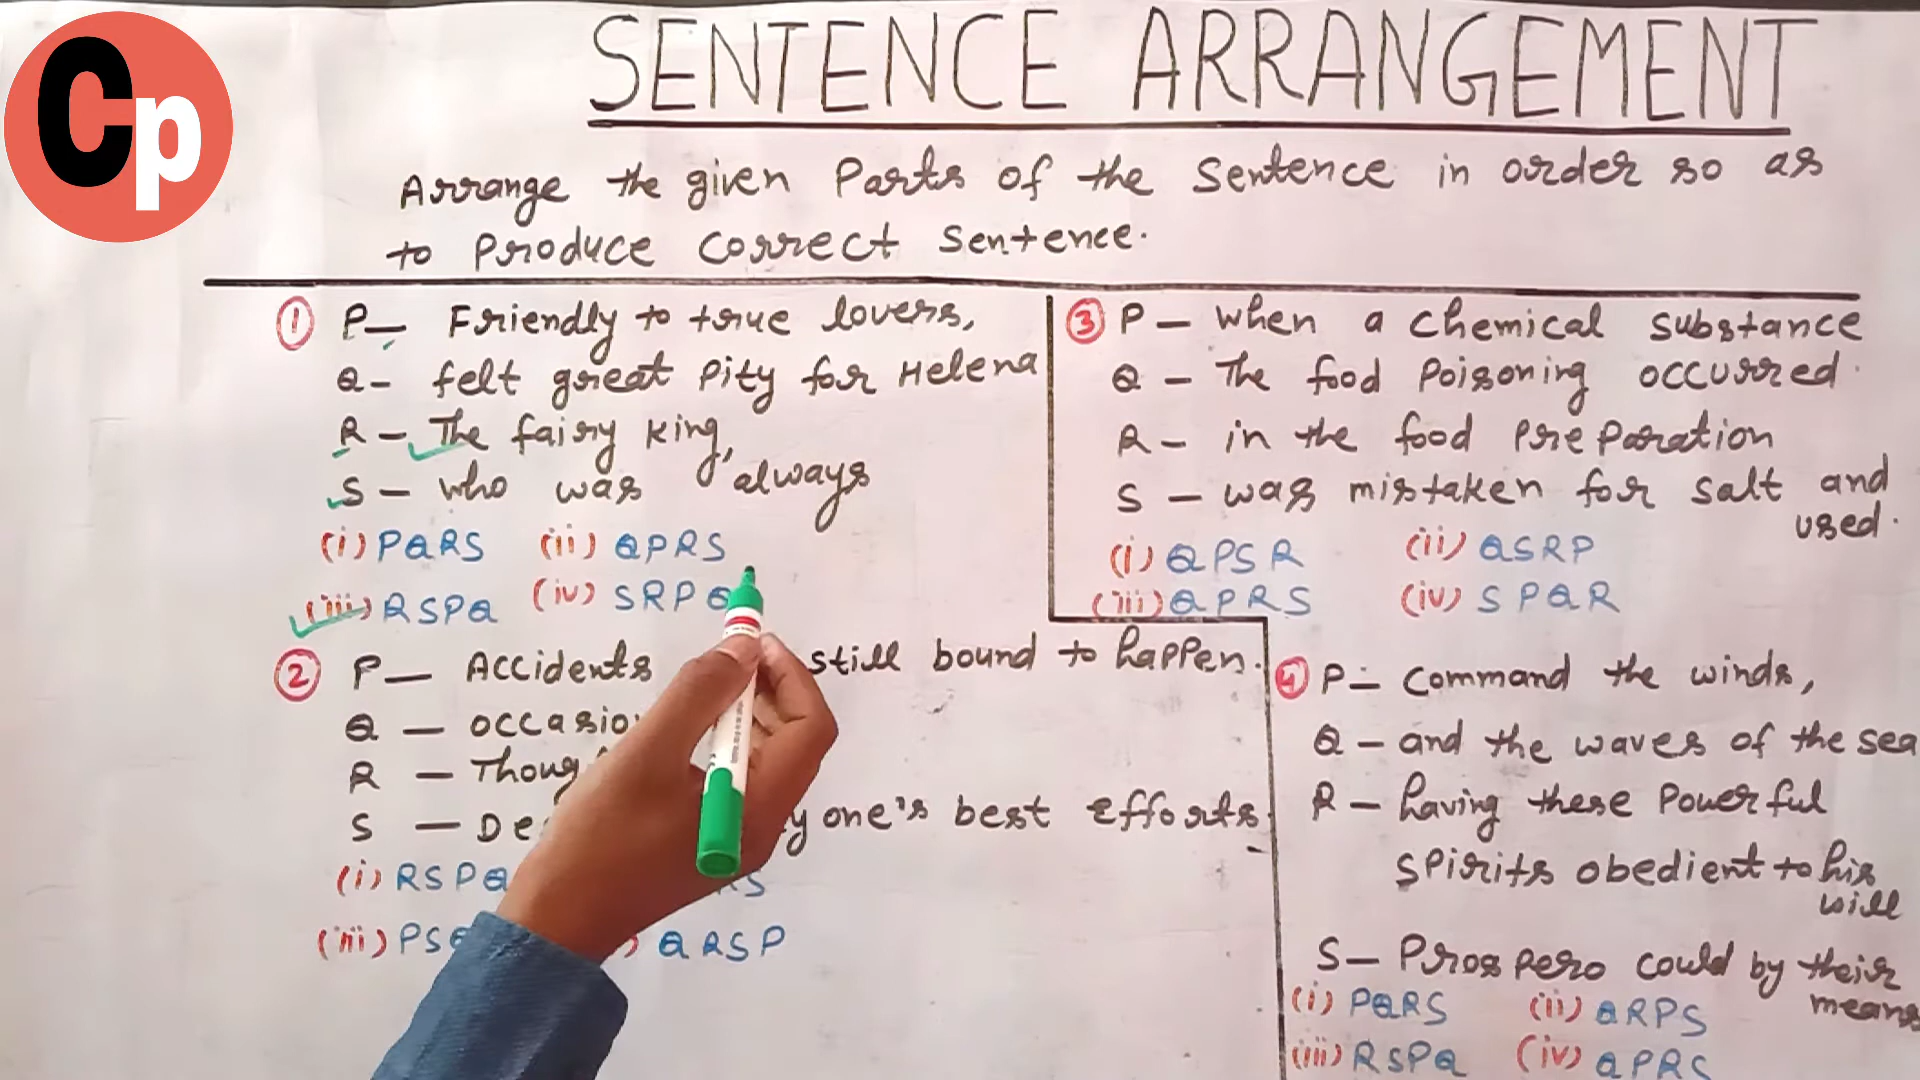 Cp
SENTENCE ARRANGEMENT
Arrange the given Parts of the Sentence in order so as
to Produce Correct Sentence.
① P— Friendly to true lovers,
Q- felt great Pity for Helena
R - The fairy King,
S - who was always
(i) PQRS (ii) QPRS
(iii) RSPQ (iv) SRPQ
② P— Accidents still bound to happen.
Q —
R —
S — one's best efforts.
(i) RSPQ
(iii)
QRSP
③ P - when a chemical substance
Q - The food Poisoning occurred.
R - in the food PrePαration
S - was mistaken for salt and
used.
(i) QPSR (ii) QSRP
(iii) QPRS (iv) SPQR
④ P - Command the winds,
Q - and the waves of the sea
R - having these Powerful
SPirits obedient to his
will
S - Prospero could by their
means
(i) PQRS (ii) QRPS
(iii) RSPQ (iv) QPRS